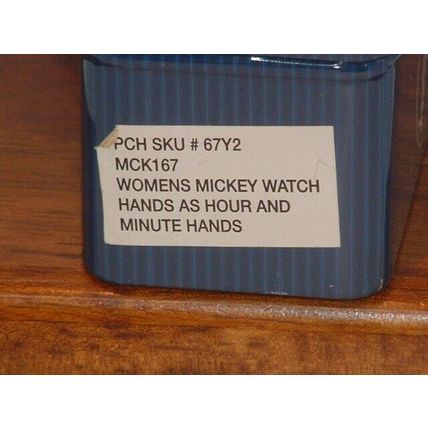 PCH SKU # 67Y2
MCK167
WOMENS MICKEY WATCH
HANDS AS HOUR AND
MINUTE HANDS